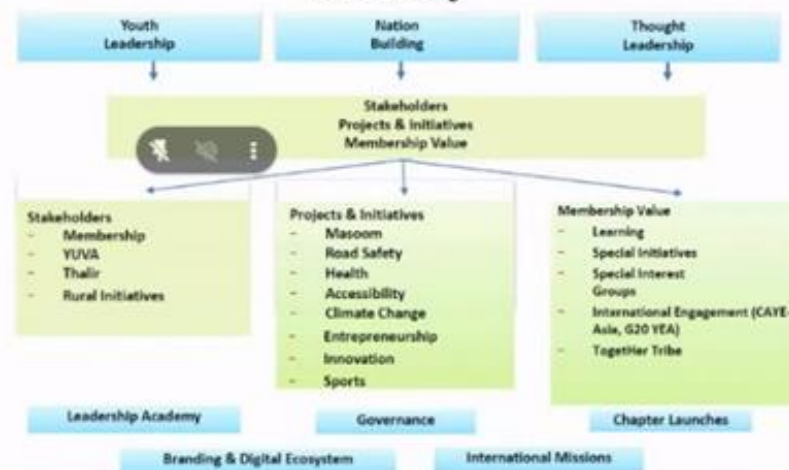 Youth
Leadership
Nation
Building
Thought
Leadership
Stakeholders
Projects & Initiatives
Membership Value
Stakeholders
- Membership
- YUVA
- Thalir
- Rural Initiatives
Projects & Initiatives
- Masoom
- Road Safety
- Health
- Accessibility
- Climate Change
- Entrepreneurship
- Innovation
- Sports
Membership Value
- Learning
- Special Initiatives
- Special Interest
Groups
- International Engagement (CAYE-
Asia, G20 YEA)
- TogetHer Tribe
Leadership Academy
Governance
Chapter Launches
Branding & Digital Ecosystem
International Missions